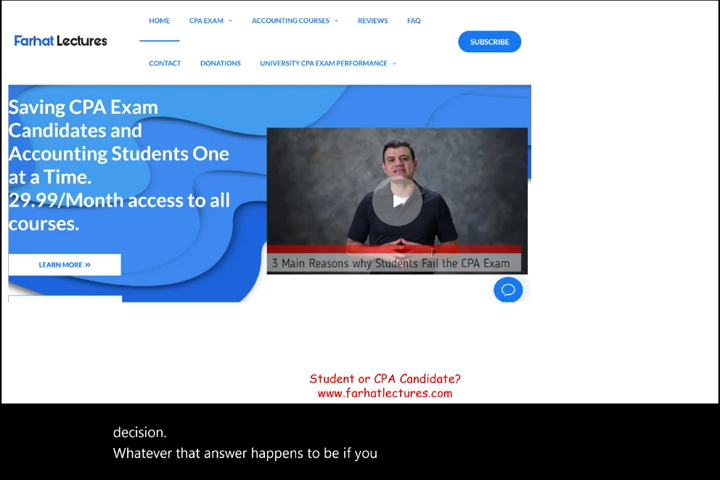 HOME
CPA EXAM +
ACCOUNTING COURSES +
REVIEWS
FAQ
Farhat Lectures
SUBSCRIBE
CONTACT
DONATIONS
UNIVERSITY CPA EXAM PERFORMANCE +
Saving CPA Exam
Candidates and
Accounting Students One
at a Time.
29.99/Month access to all
courses.
LEARN MORE »
3 Main Reasons why Students Fail the CPA Exam
Student or CPA Candidate?
www.farhatlectures.com
decision.
Whatever that answer happens to be if you